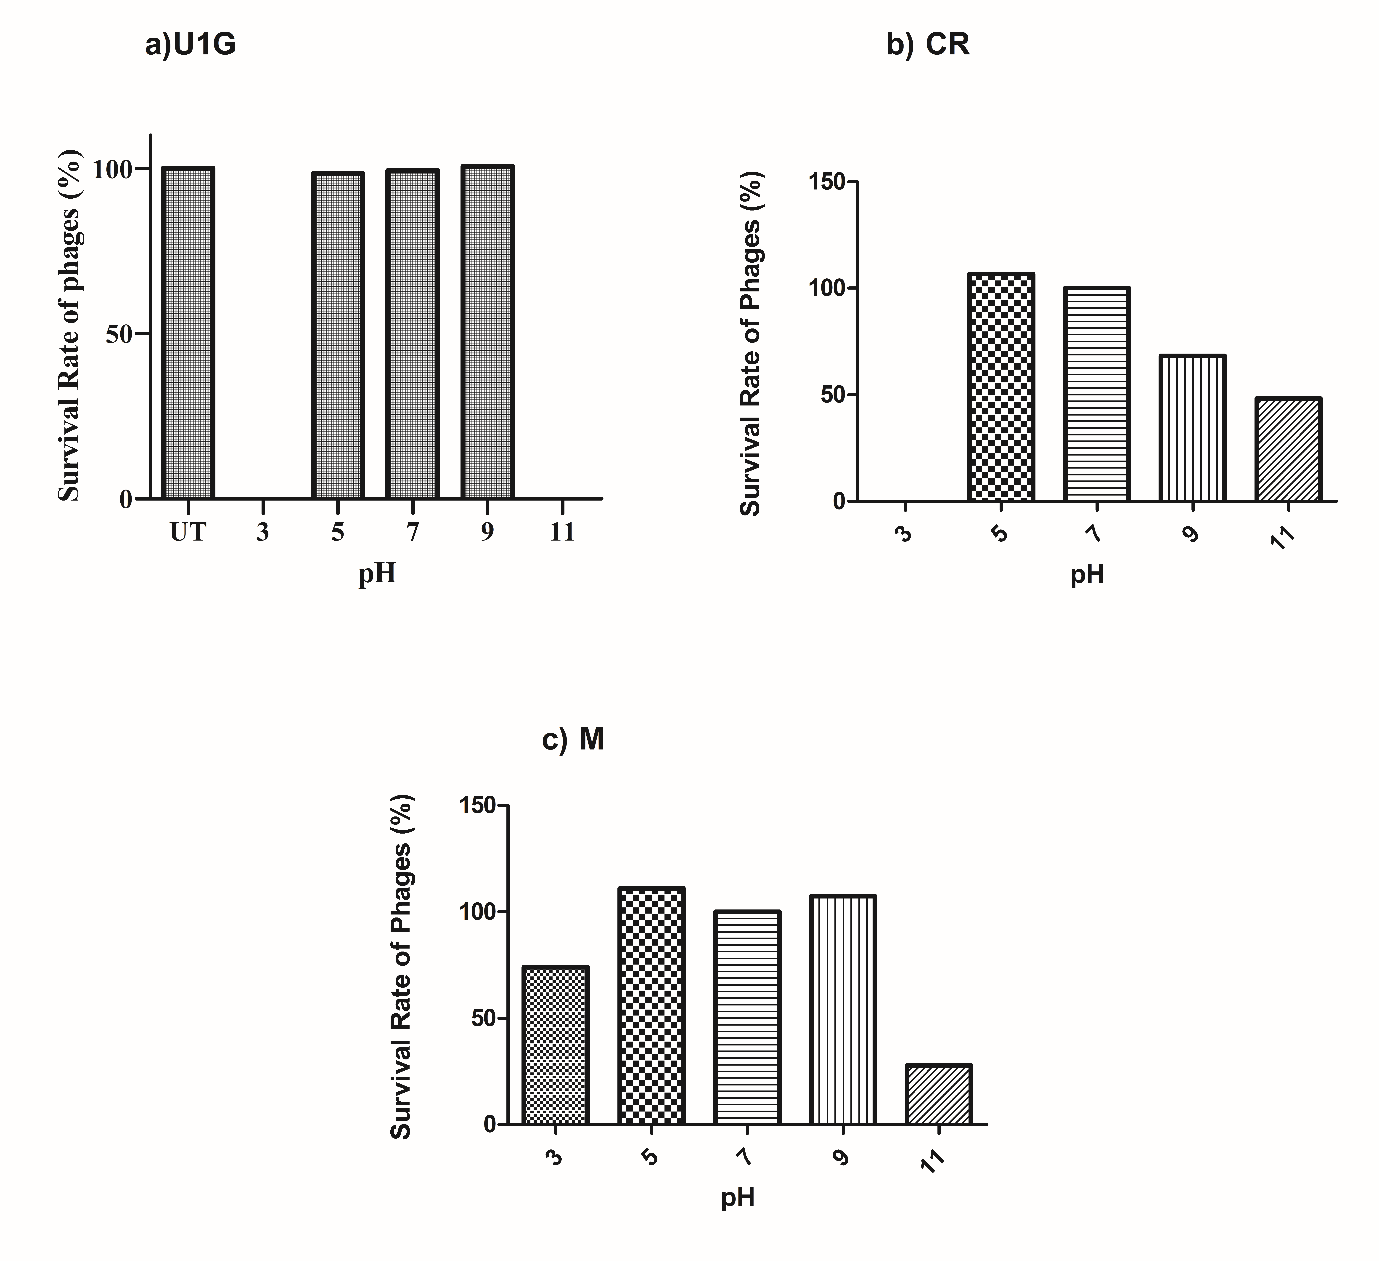 a)U1G
Survival Rate of phages (%)
100
50
0
UT 3 5 7 9 11
pH
b) CR
Survival Rate of Phages (%)
150
100
50
0
3 5 7 9 11
pH
c) M
Survival Rate of Phages (%)
150
100
50
0
3 5 7 9 11
pH